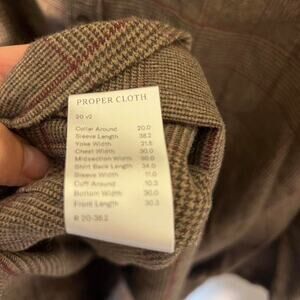 PROPER CLOTH
20 v2
Collar Around 20.0
Sleeve Length 38.2
Yoke Width 21.5
Chest Width 30.0
Midsection Width 30.0
Shirt Back Length 34.0
Sleeve Width 11.0
Cuff Around 10.3
Bottom Width 30.0
Front Length 30.3
R 20-38.2